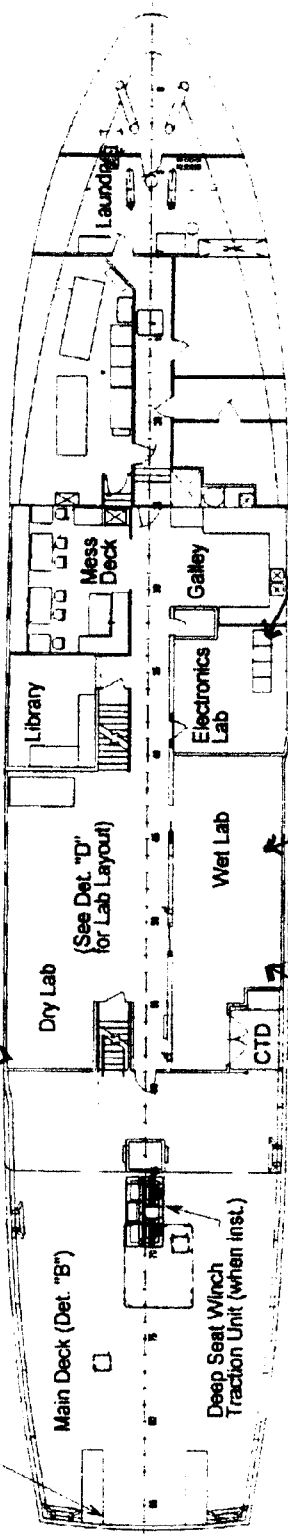 Laundry
Mess
Deck
Galley
Library
Electronics
Lab
Dry Lab
(See Det. "D"
for Lab Layout)
Wet Lab
CTD
Main Deck (Det. "B")
Deep Seat Winch
Traction Unit (when inst.)